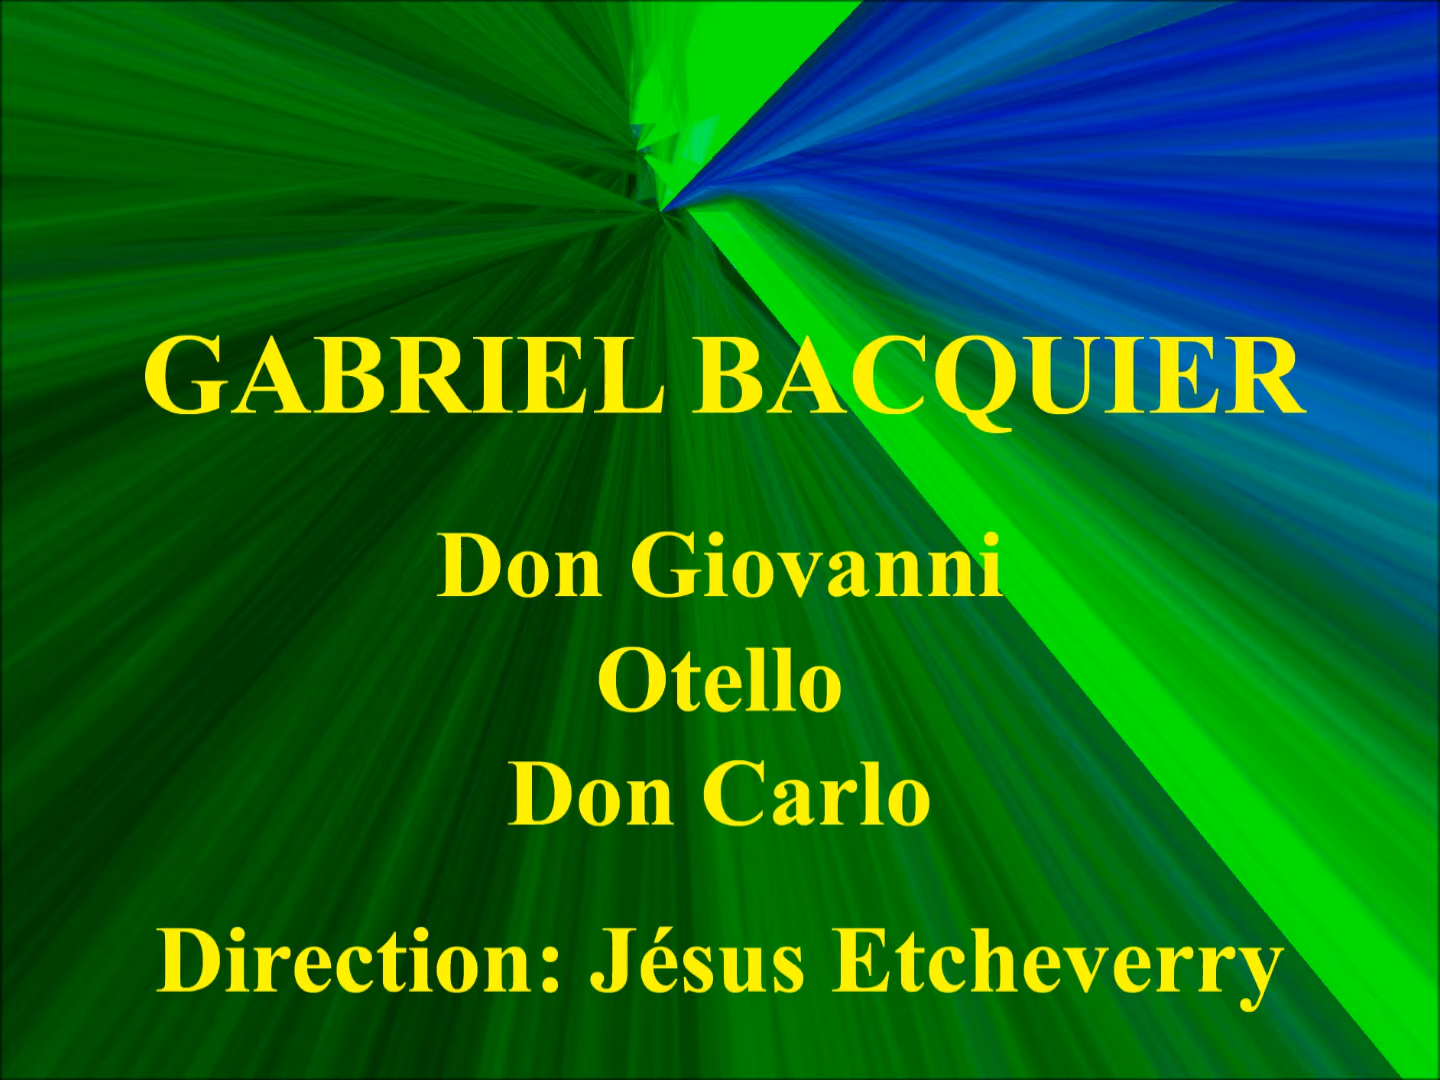 GABRIEL BACQUIER
Don Giovanni
Otello
Don Carlo
Direction: Jésus Etcheverry